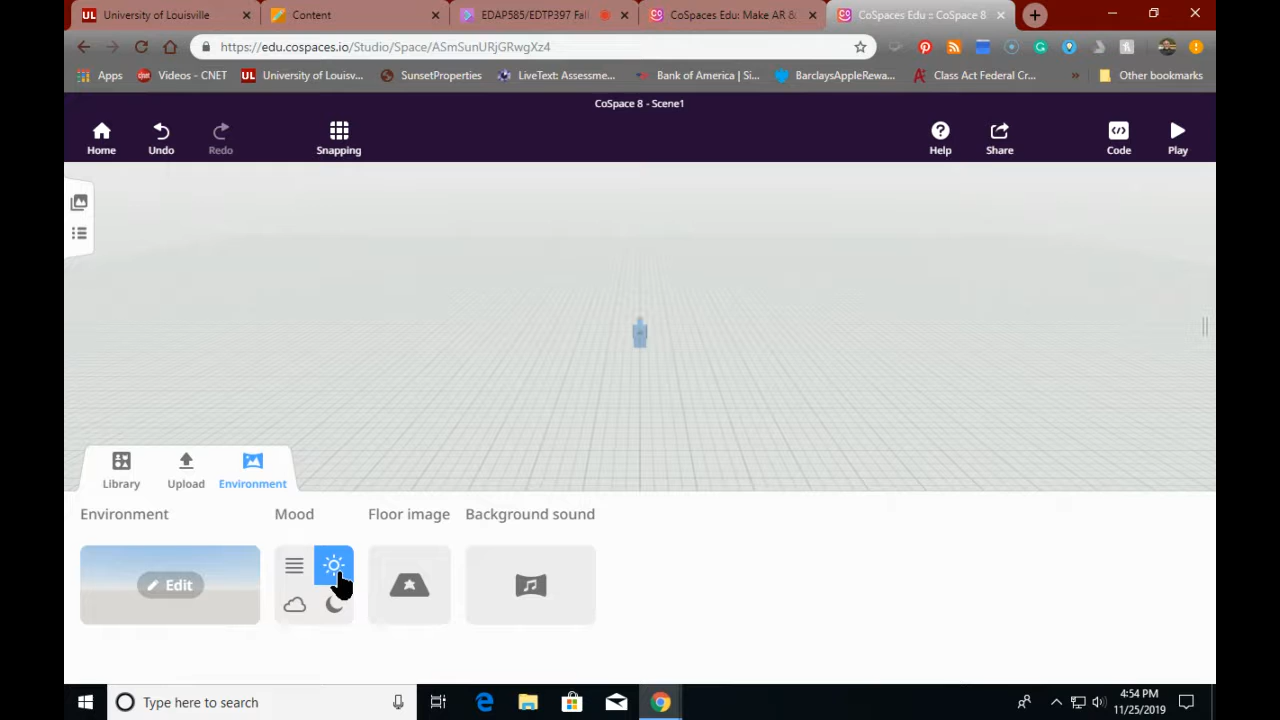 University of Louisville
Content
EDAP585/EDTP397 Fall
CoSpaces Edu: Make AR &
CoSpaces Edu :: CoSpace 8
https://edu.cospaces.io/Studio/Space/ASmSunURjGRwgXz4
Apps
Videos - CNET
University of Louisv...
SunsetProperties
LiveText: Assessme...
Bank of America | Si...
BarclaysAppleRewa...
Class Act Federal Cr...
»
Other bookmarks
CoSpace 8 - Scene1
Home
Undo
Redo
Snapping
Help
Share
Code
Play
Library
Upload
Environment
Environment
Mood
Floor image
Background sound
Edit
Type here to search
4:54 PM
11/25/2019